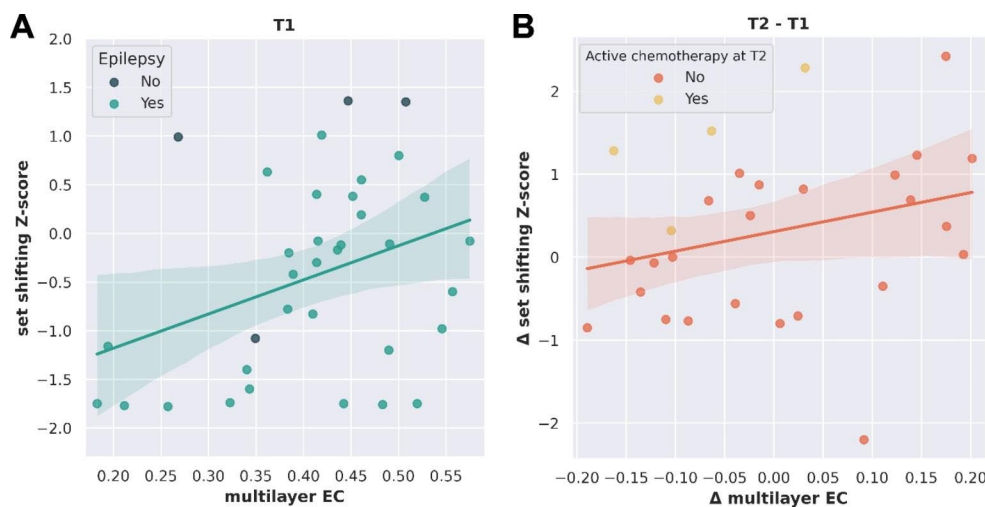 A
T1
Epilepsy
No
Yes
2.0
1.5
1.0
0.5
0.0
−0.5
−1.0
−1.5
−2.0
set shifting Z-score
0.20 0.25 0.30 0.35 0.40 0.45 0.50 0.55
multilayer EC
B
T2 - T1
Active chemotherapy at T2
No
Yes
2
1
0
−1
−2
Δ set shifting Z-score
−0.20 −0.15 −0.10 −0.05 0.00 0.05 0.10 0.15 0.20
Δ multilayer EC